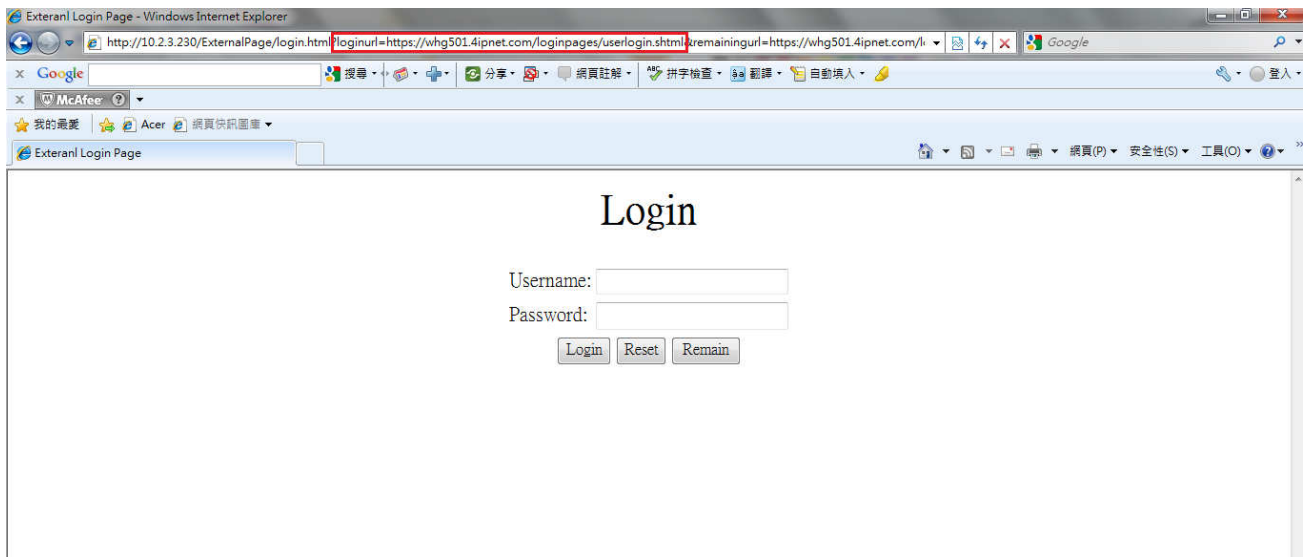 Exteranl Login Page - Windows Internet Explorer
http://10.2.3.230/ExternalPage/login.html?loginurl=https://whg501.4ipnet.com/loginpages/userlogin.shtml&remainingurl=https://whg501.4ipnet.com/l
Google
x Google 搜尋 分享 網頁註解 ABC 拼字檢查 翻譯 自動填入 登入
x McAfee ?
我的最愛 Acer 網頁快訊圖庫
Exteranl Login Page 網頁(P) 安全性(S) 工具(O) »
Login
Username:
Password:
Login Reset Remain